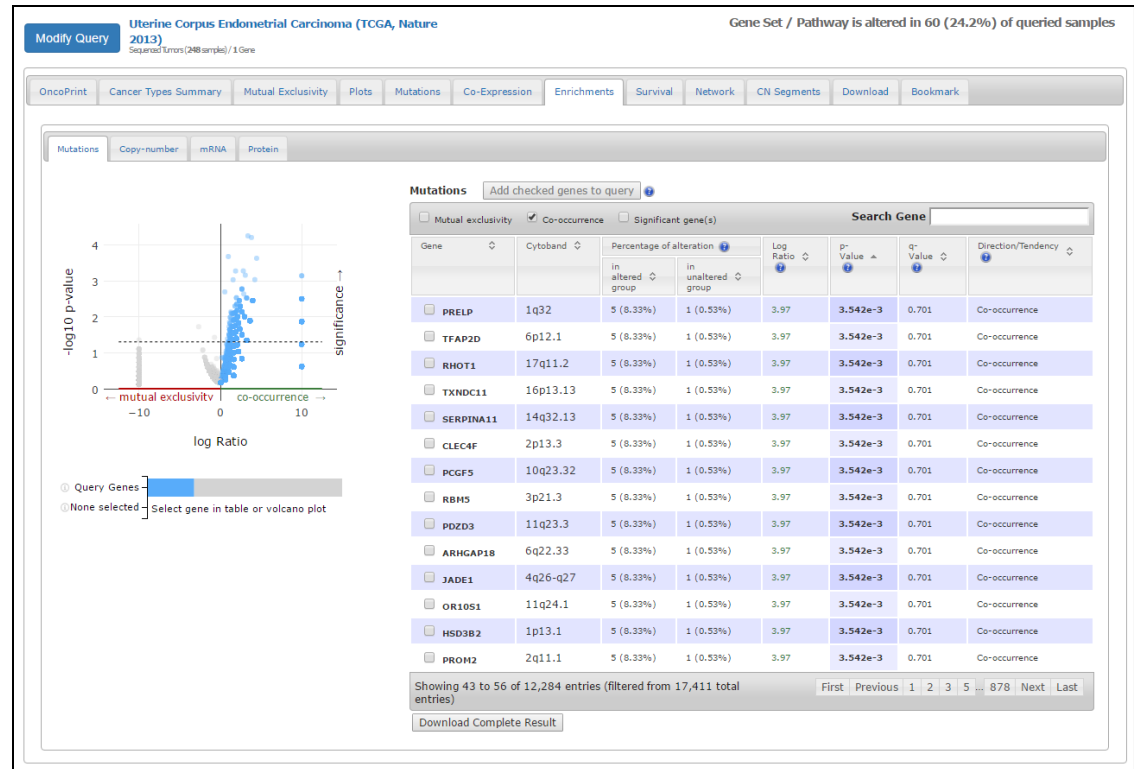 Modify Query
Uterine Corpus Endometrial Carcinoma (TCGA, Nature
2013)
Sequenced Tumors (248 samples) / 1 Gene
Gene Set / Pathway is altered in 60 (24.2%) of queried samples
OncoPrint Cancer Types Summary Mutual Exclusivity Plots Mutations Co-Expression Enrichments Survival Network CN Segments Download Bookmark
Mutations Copy-number mRNA Protein
4
3
2
1
0
-log10 p-value
significance →
← mutual exclusivity co-occurrence →
−10 0 10
log Ratio
Query Genes
None selected
Select gene in table or volcano plot
Mutations Add checked genes to query
Mutual exclusivity Co-occurrence Significant gene(s) Search Gene
Gene Cytoband Percentage of alteration Log Ratio p-Value q-Value Direction/Tendency
in altered group in unaltered group
PRELP 1q32 5 (8.33%) 1 (0.53%) 3.97 3.542e-3 0.701 Co-occurrence
TFAP2D 6p12.1 5 (8.33%) 1 (0.53%) 3.97 3.542e-3 0.701 Co-occurrence
RHOT1 17q11.2 5 (8.33%) 1 (0.53%) 3.97 3.542e-3 0.701 Co-occurrence
TXNDC11 16p13.13 5 (8.33%) 1 (0.53%) 3.97 3.542e-3 0.701 Co-occurrence
SERPINA11 14q32.13 5 (8.33%) 1 (0.53%) 3.97 3.542e-3 0.701 Co-occurrence
CLEC4F 2p13.3 5 (8.33%) 1 (0.53%) 3.97 3.542e-3 0.701 Co-occurrence
PCGF5 10q23.32 5 (8.33%) 1 (0.53%) 3.97 3.542e-3 0.701 Co-occurrence
RBM5 3p21.3 5 (8.33%) 1 (0.53%) 3.97 3.542e-3 0.701 Co-occurrence
PDZD3 11q23.3 5 (8.33%) 1 (0.53%) 3.97 3.542e-3 0.701 Co-occurrence
ARHGAP18 6q22.33 5 (8.33%) 1 (0.53%) 3.97 3.542e-3 0.701 Co-occurrence
JADE1 4q26-q27 5 (8.33%) 1 (0.53%) 3.97 3.542e-3 0.701 Co-occurrence
OR10S1 11q24.1 5 (8.33%) 1 (0.53%) 3.97 3.542e-3 0.701 Co-occurrence
HSD3B2 1p13.1 5 (8.33%) 1 (0.53%) 3.97 3.542e-3 0.701 Co-occurrence
PROM2 2q11.1 5 (8.33%) 1 (0.53%) 3.97 3.542e-3 0.701 Co-occurrence
Showing 43 to 56 of 12,284 entries (filtered from 17,411 total
entries)
First Previous 1 2 3 5 … 878 Next Last
Download Complete Result